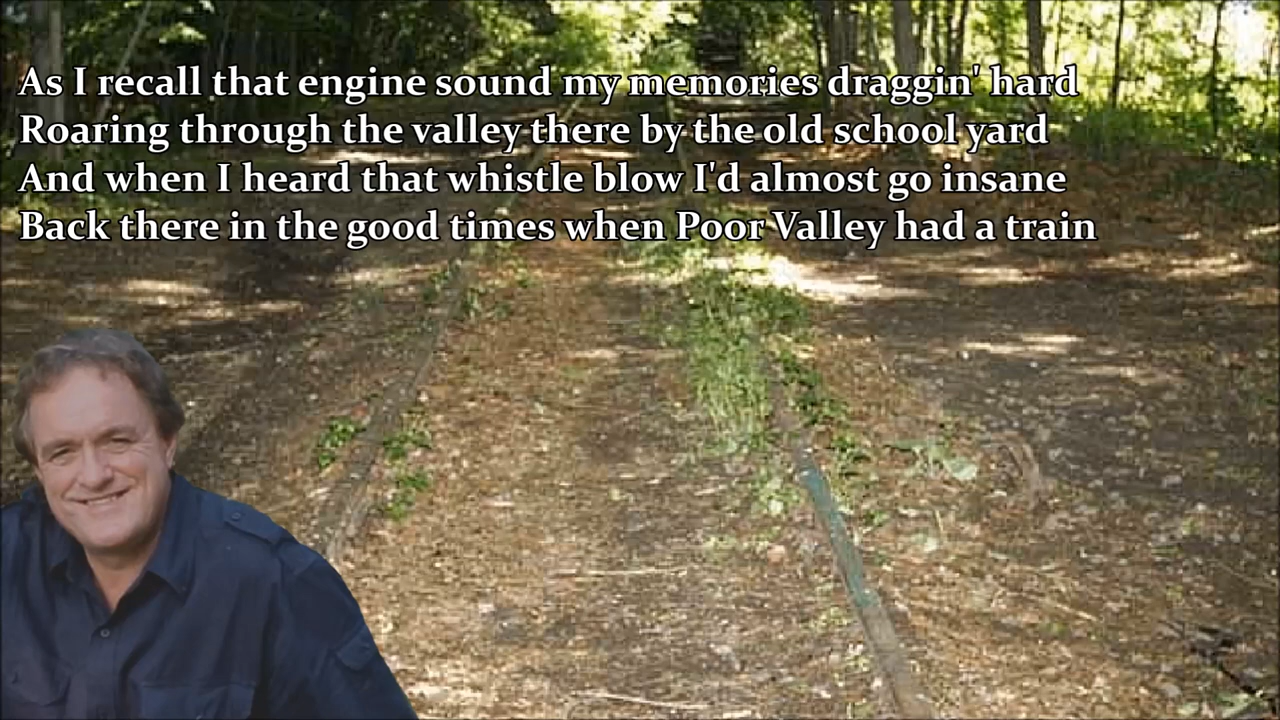 As I recall that engine sound my memories draggin' hard
Roaring through the valley there by the old school yard
And when I heard that whistle blow I'd almost go insane
Back there in the good times when Poor Valley had a train